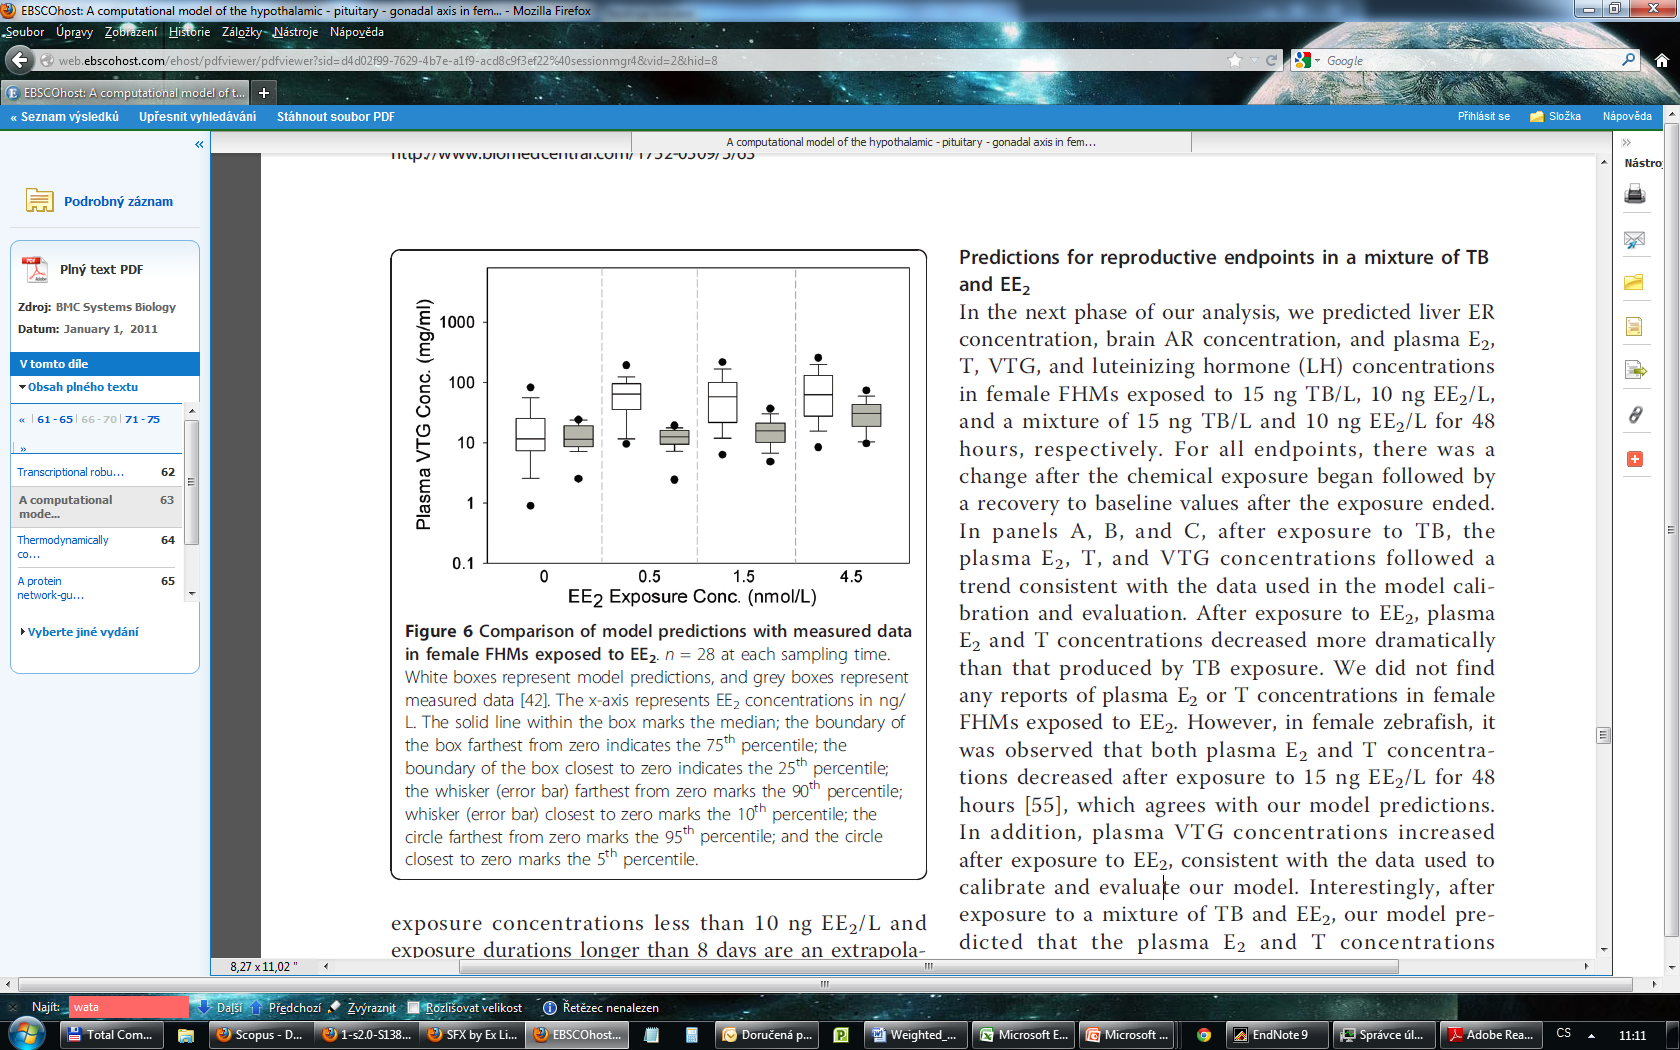 EBSCOhost: A computational model of the hypothalamic - pituitary - gonadal axis in fem... - Mozilla Firefox
Soubor Úpravy Zobrazení Historie Záložky Nástroje Nápověda
web.ebscohost.com/ehost/pdfviewer/pdfviewer?sid=d4d02f99-7629-4b7e-a1f9-acd8c9f3ef22%40sessionmgr4&vid=2&hid=8
Google
EBSCOhost: A computational model of t...
« Seznam výsledků Upřesnit vyhledávání Stáhnout soubor PDF
Přihlásit se Složka Nápověda
A computational model of the hypothalamic - pituitary - gonadal axis in fem...
«
Podrobný záznam
Plný text PDF
Zdroj: BMC Systems Biology
Datum: January 1, 2011
V tomto díle
Obsah plného textu
« | 61 - 65 | 66 - 70 | 71 - 75
»
Transcriptional robu... 62
A computational mode... 63
Thermodynamically co... 64
A protein network-gu... 65
Vyberte jiné vydání
http://www.biomedcentral.com/1752-0509/5/63
Plasma VTG Conc. (mg/ml)
1000
100
10
1
0.1
0 0.5 1.5 4.5
EE2 Exposure Conc. (nmol/L)
Figure 6 Comparison of model predictions with measured data
in female FHMs exposed to EE2. n = 28 at each sampling time.
White boxes represent model predictions, and grey boxes represent
measured data [42]. The x-axis represents EE2 concentrations in ng/
L. The solid line within the box marks the median; the boundary of
the box farthest from zero indicates the 75th percentile; the
boundary of the box closest to zero indicates the 25th percentile;
the whisker (error bar) farthest from zero marks the 90th percentile;
whisker (error bar) closest to zero marks the 10th percentile; the
circle farthest from zero marks the 95th percentile; and the circle
closest to zero marks the 5th percentile.
exposure concentrations less than 10 ng EE2/L and
exposure durations longer than 8 days are an extrapola-
Predictions for reproductive endpoints in a mixture of TB
and EE2
In the next phase of our analysis, we predicted liver ER
concentration, brain AR concentration, and plasma E2,
T, VTG, and luteinizing hormone (LH) concentrations
in female FHMs exposed to 15 ng TB/L, 10 ng EE2/L,
and a mixture of 15 ng TB/L and 10 ng EE2/L for 48
hours, respectively. For all endpoints, there was a
change after the chemical exposure began followed by
a recovery to baseline values after the exposure ended.
In panels A, B, and C, after exposure to TB, the
plasma E2, T, and VTG concentrations followed a
trend consistent with the data used in the model cali-
bration and evaluation. After exposure to EE2, plasma
E2 and T concentrations decreased more dramatically
than that produced by TB exposure. We did not find
any reports of plasma E2 or T concentrations in female
FHMs exposed to EE2. However, in female zebrafish, it
was observed that both plasma E2 and T concentra-
tions decreased after exposure to 15 ng EE2/L for 48
hours [55], which agrees with our model predictions.
In addition, plasma VTG concentrations increased
after exposure to EE2, consistent with the data used to
calibrate and evaluate our model. Interestingly, after
exposure to a mixture of TB and EE2, our model pre-
dicted that the plasma E2 and T concentrations
»
Nástroj
8,27 x 11,02 "
Najít: wata Další Předchozí Zvýraznit Rozlišovat velikost Řetězec nenalezen
Total Com... Scopus - D... 1-s2.0-S138... SFX by Ex Li... EBSCOhost... Doručená p... Weighted_... Microsoft E... Microsoft ... EndNote 9 Správce úl... Adobe Rea... CS 11:11